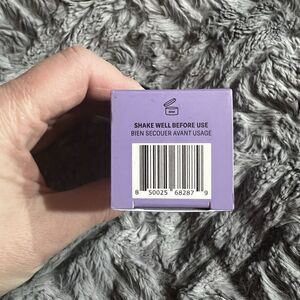 SHAKE WELL BEFORE USE
BIEN SECOUER AVANT USAGE
8 50025 68287 9